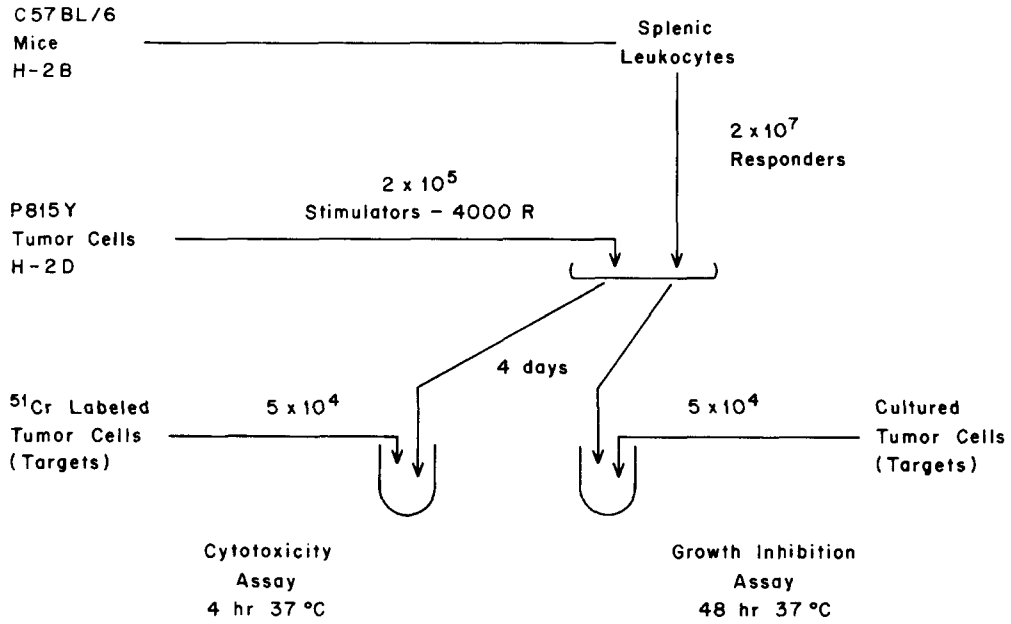 C57BL/6
Mice
H-2B
Splenic
Leukocytes
2 x 10⁷
Responders
2 x 10⁵
Stimulators - 4000 R
P815Y
Tumor Cells
H-2D
4 days
⁵¹Cr Labeled
Tumor Cells
(Targets)
5 x 10⁴
5 x 10⁴
Cultured
Tumor Cells
(Targets)
Cytotoxicity
Assay
4 hr 37 °C
Growth Inhibition
Assay
48 hr 37 °C